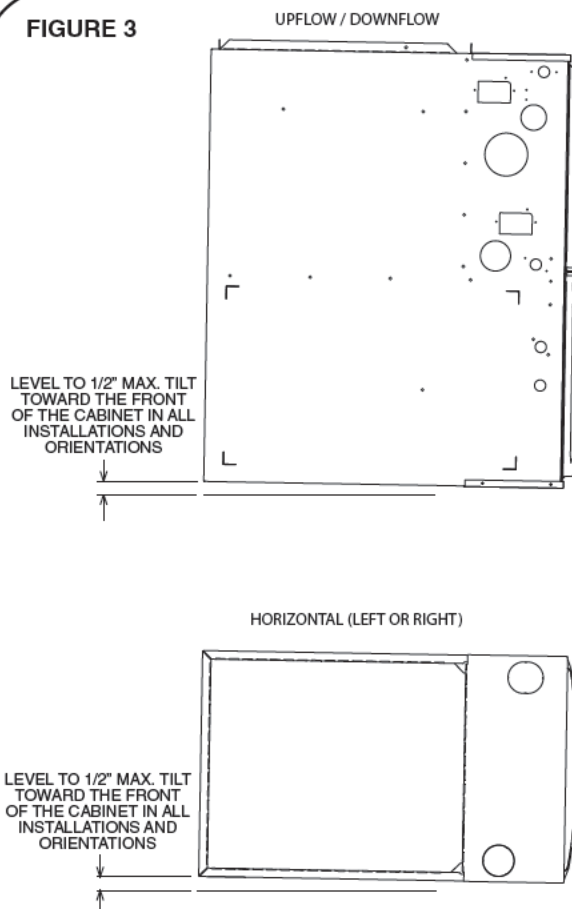 FIGURE 3
UPFLOW / DOWNFLOW
LEVEL TO 1/2" MAX. TILT
TOWARD THE FRONT
OF THE CABINET IN ALL
INSTALLATIONS AND
ORIENTATIONS
HORIZONTAL (LEFT OR RIGHT)
LEVEL TO 1/2" MAX. TILT
TOWARD THE FRONT
OF THE CABINET IN ALL
INSTALLATIONS AND
ORIENTATIONS